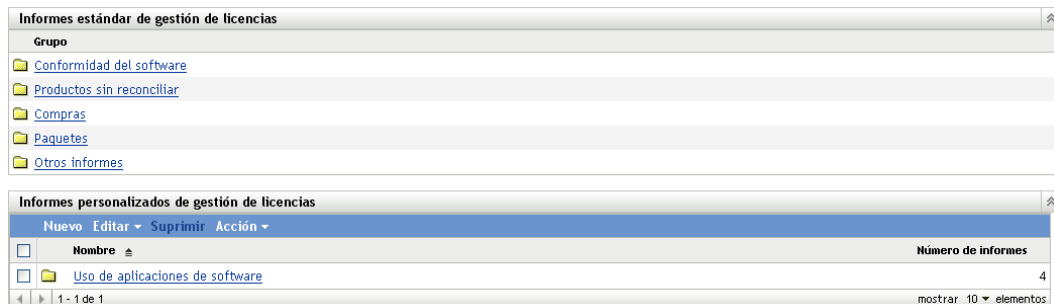 Informes estándar de gestión de licencias
Grupo
Conformidad del software
Productos sin reconciliar
Compras
Paquetes
Otros informes
Informes personalizados de gestión de licencias
Nuevo Editar Suprimir Acción
Nombre Número de informes
Uso de aplicaciones de software 4
1 - 1 de 1 mostrar 10 elementos